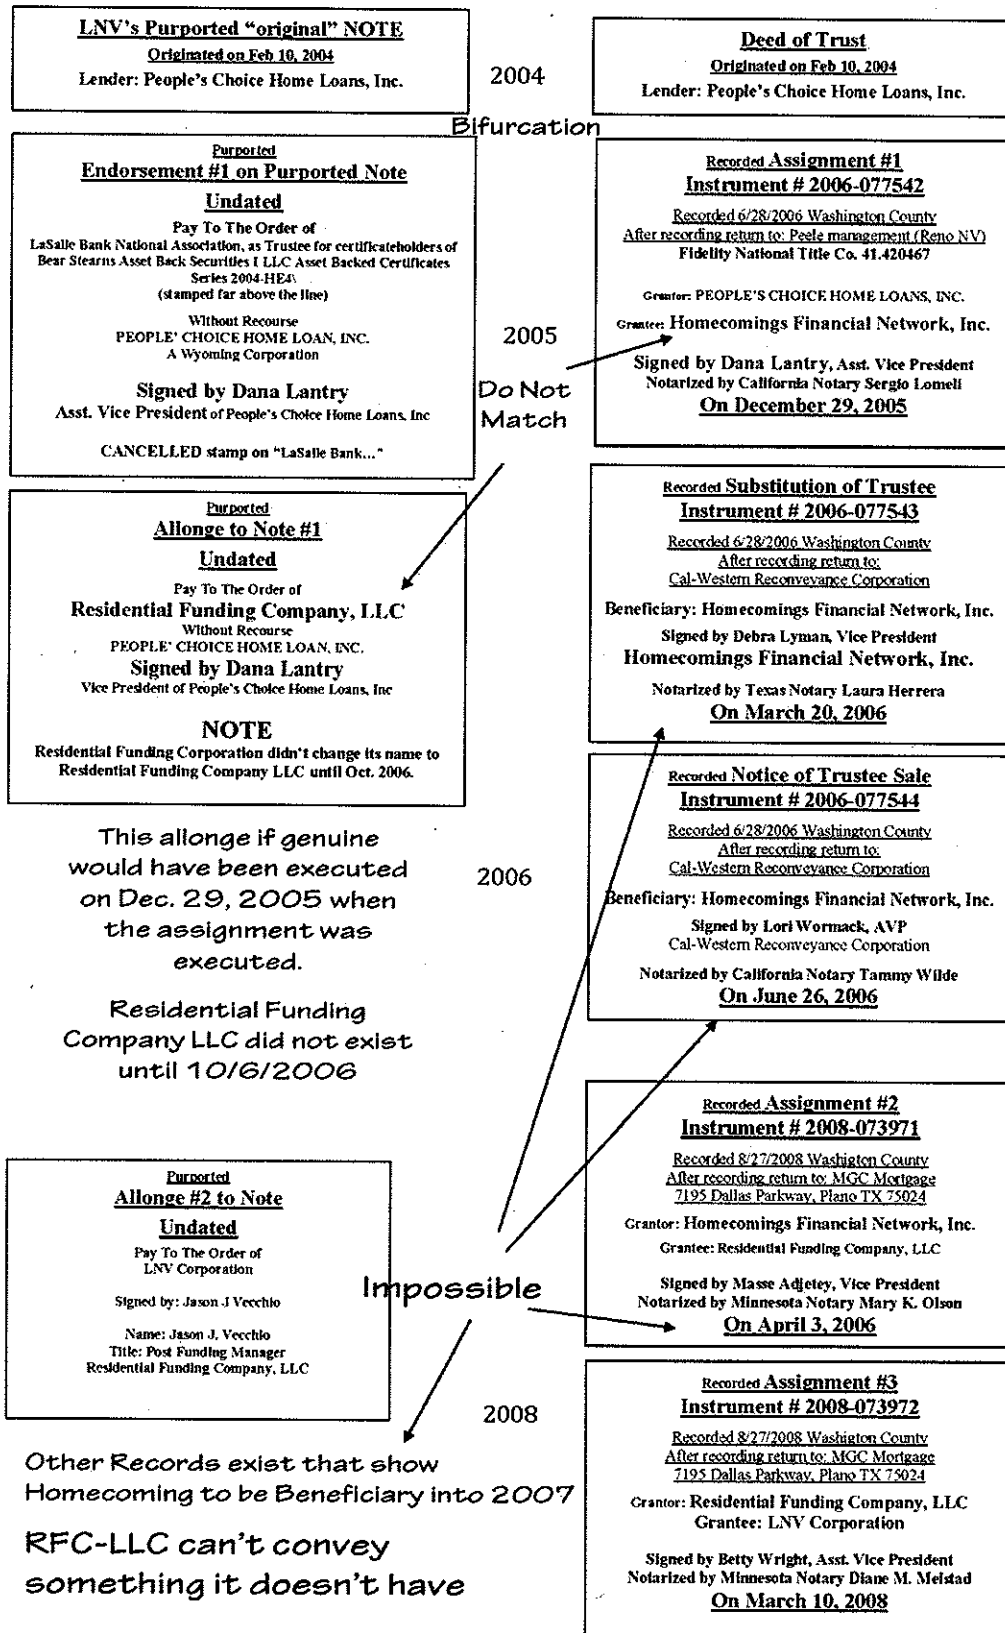 LNV's Purported "original" NOTE
Originated on Feb 10, 2004
Lender: People's Choice Home Loans, Inc.
2004
Deed of Trust
Originated on Feb 10, 2004
Lender: People's Choice Home Loans, Inc.
Bifurcation
Purported
Endorsement #1 on Purported Note
Undated
Pay To The Order of
LaSalle Bank National Association, as Trustee for certificateholders of
Bear Stearns Asset Back Securities I LLC Asset Backed Certificates
Series 2004-HE4\
(stamped far above the line)
Without Recourse
PEOPLE' CHOICE HOME LOAN, INC.
A Wyoming Corporation
Signed by Dana Lantry
Asst. Vice President of People's Choice Home Loans, Inc
CANCELLED stamp on "LaSalle Bank..."
Recorded Assignment #1
Instrument # 2006-077542
Recorded 6/28/2006 Washington County
After recording return to: Peele management (Reno NV)
Fidelity National Title Co. 41.420467
Grantor: PEOPLE'S CHOICE HOME LOANS, INC.
Grantee: Homecomings Financial Network, Inc.
Signed by Dana Lantry, Asst. Vice President
Notarized by California Notary Sergio Lomeli
On December 29, 2005
2005
Do Not
Match
Purported
Allonge to Note #1
Undated
Pay To The Order of
Residential Funding Company, LLC
Without Recourse
PEOPLE' CHOICE HOME LOAN, INC.
Signed by Dana Lantry
Vice President of People's Choice Home Loans, Inc
NOTE
Residential Funding Corporation didn't change its name to
Residential Funding Company LLC until Oct. 2006.
Recorded Substitution of Trustee
Instrument # 2006-077543
Recorded 6/28/2006 Washington County
After recording return to:
Cal-Western Reconveyance Corporation
Beneficiary: Homecomings Financial Network, Inc.
Signed by Debra Lyman, Vice President
Homecomings Financial Network, Inc.
Notarized by Texas Notary Laura Herrera
On March 20, 2006
This allonge if genuine
would have been executed
on Dec. 29, 2005 when
the assignment was
executed.
Residential Funding
Company LLC did not exist
until 10/6/2006
2006
Recorded Notice of Trustee Sale
Instrument # 2006-077544
Recorded 6/28/2006 Washington County
After recording return to:
Cal-Western Reconveyance Corporation
Beneficiary: Homecomings Financial Network, Inc.
Signed by Lori Wormack, AVP
Cal-Western Reconveyance Corporation
Notarized by California Notary Tammy Wilde
On June 26, 2006
Purported
Allonge #2 to Note
Undated
Pay To The Order of
LNV Corporation
Signed by: Jason J Vecchio
Name: Jason J. Vecchio
Title: Post Funding Manager
Residential Funding Company, LLC
Impossible
Recorded Assignment #2
Instrument # 2008-073971
Recorded 8/27/2008 Washigton County
After recording return to: MGC Mortgage
7195 Dallas Parkway, Plano TX 75024
Grantor: Homecomings Financial Network, Inc.
Grantee: Residential Funding Company, LLC
Signed by Masse Adjetey, Vice President
Notarized by Minnesota Notary Mary K. Olson
On April 3, 2006
2008
Other Records exist that show
Homecoming to be Beneficiary into 2007
RFC-LLC can't convey
something it doesn't have
Recorded Assignment #3
Instrument # 2008-073972
Recorded 8/27/2008 Washigton County
After recording return to: MGC Mortgage
7195 Dallas Parkway, Plano TX 75024
Grantor: Residential Funding Company, LLC
Grantee: LNV Corporation
Signed by Betty Wright, Asst. Vice President
Notarized by Minnesota Notary Diane M. Meistad
On March 10, 2008